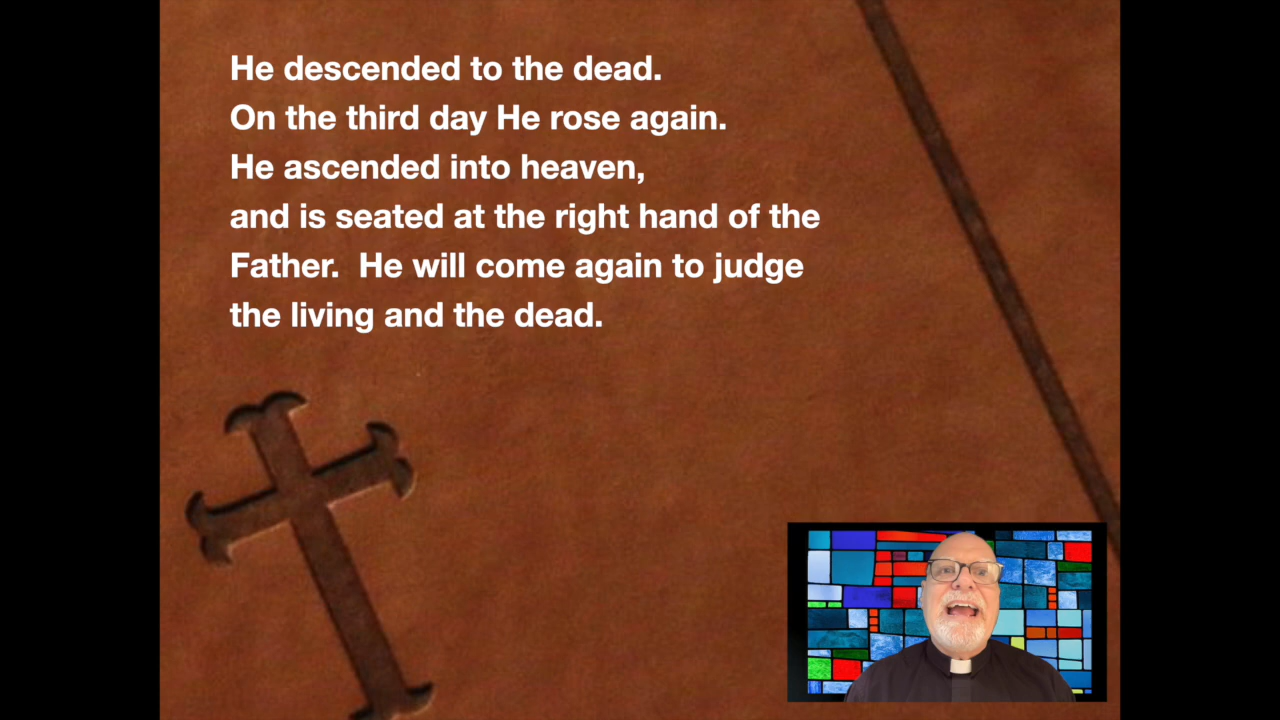 He descended to the dead.
On the third day He rose again.
He ascended into heaven,
and is seated at the right hand of the
Father.  He will come again to judge
the living and the dead.